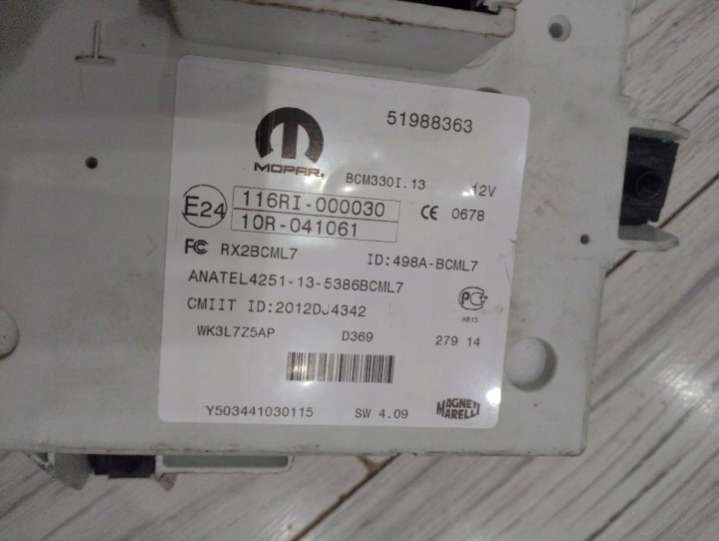 51988363
MOPAR.
BCM330I.13 12V
E24 116RI-000030 CE 0678
10R-041061
FC RX2BCML7 ID:498A-BCML7
ANATEL4251-13-5386BCML7
CMIIT ID:2012DJ4342
WK3L7Z5AP D369 279 14
Y503441030115 SW 4.09 MAGNETI
MARELLI